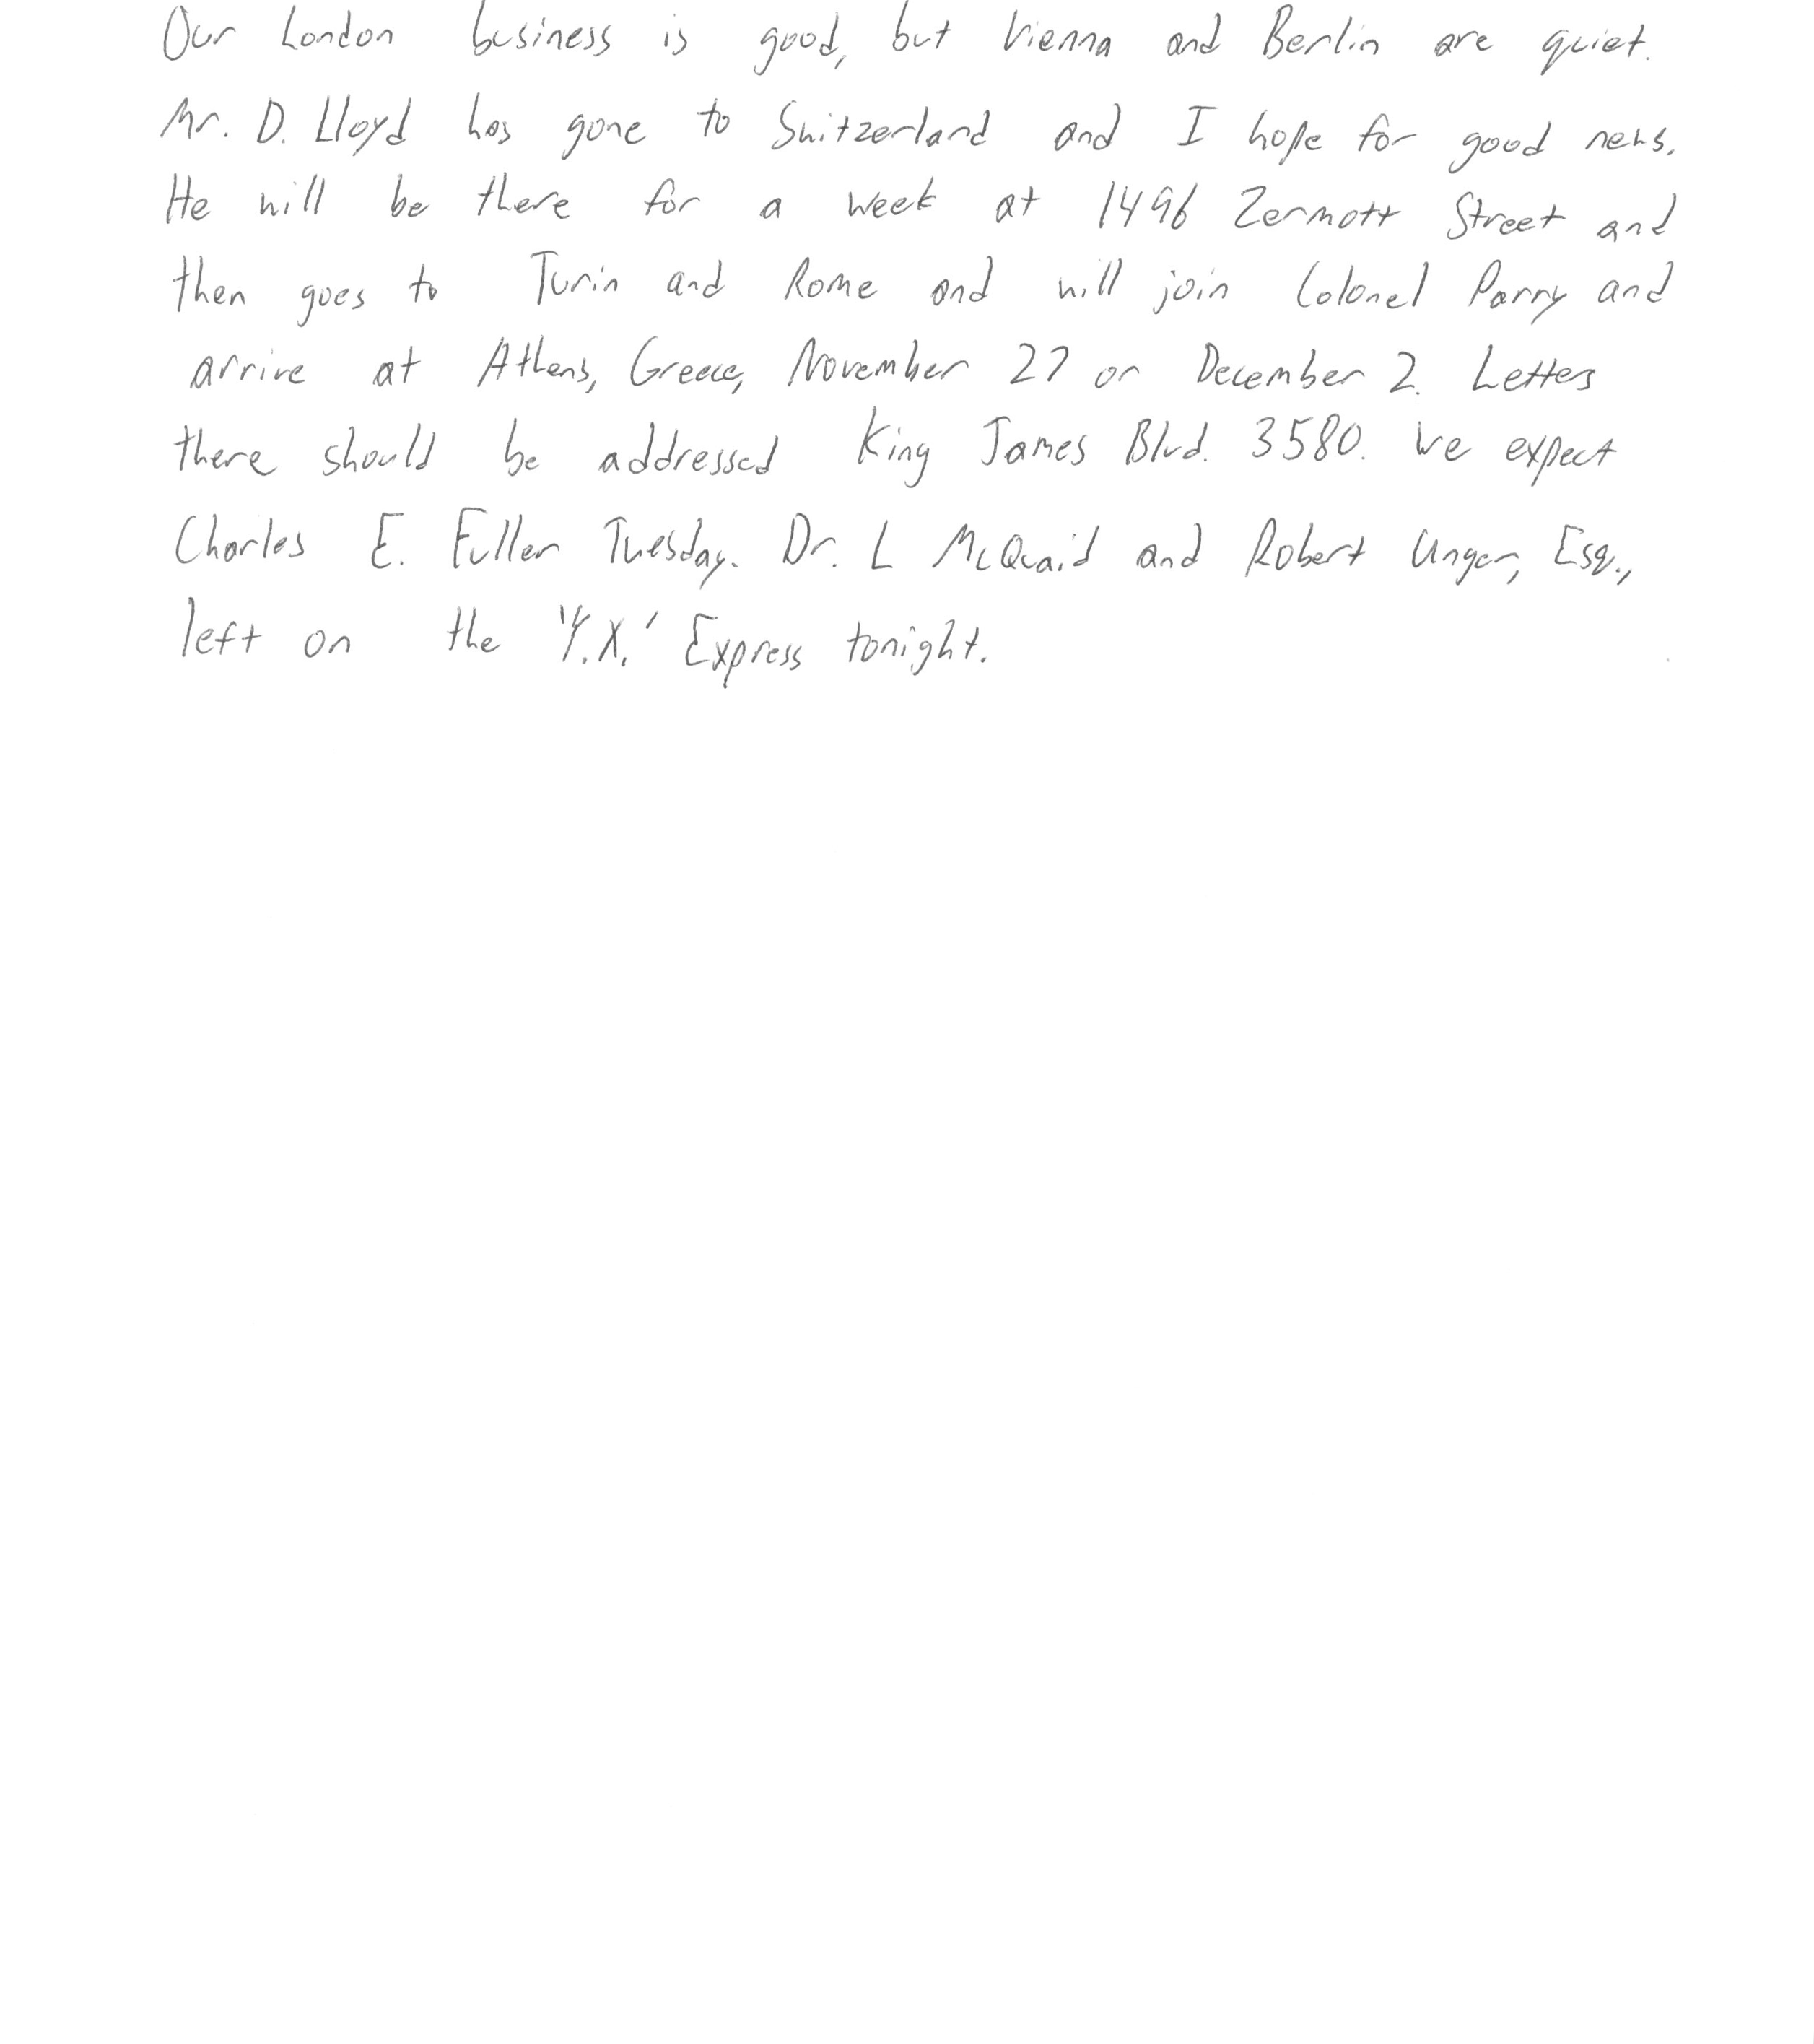 Our London business is good, but Vienna and Berlin are quiet.
Mr. D. Lloyd has gone to Switzerland and I hope for good news.
He will be there for a week at 1496 Zermott Street and
then goes to Turin and Rome and will join Colonel Parry and
arrive at Athens, Greece, November 27 or December 2. Letters
there should be addressed King James Blvd. 3580. We expect
Charles E. Fuller Tuesday. Dr. L McQuaid and Robert Unger, Esq.,
left on the 'Y.X.' Express tonight.